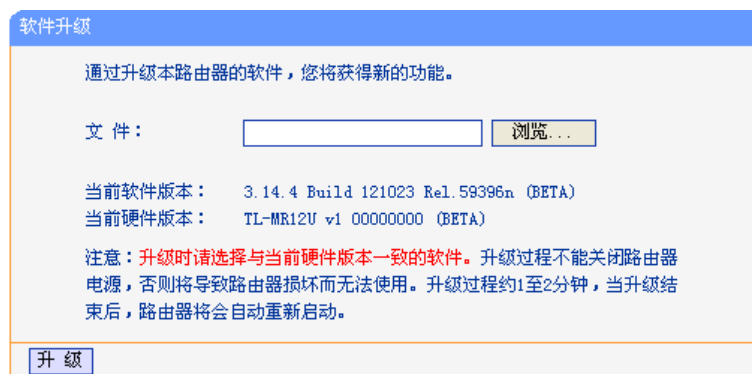 软件升级
通过升级本路由器的软件，您将获得新的功能。
文 件：
浏览...
当前软件版本： 3.14.4 Build 121023 Rel.59396n (BETA)
当前硬件版本： TL-MR12U v1 00000000 (BETA)
注意：升级时请选择与当前硬件版本一致的软件。升级过程不能关闭路由器
电源，否则将导致路由器损坏而无法使用。升级过程约1至2分钟，当升级结
束后，路由器将会自动重新启动。
升 级